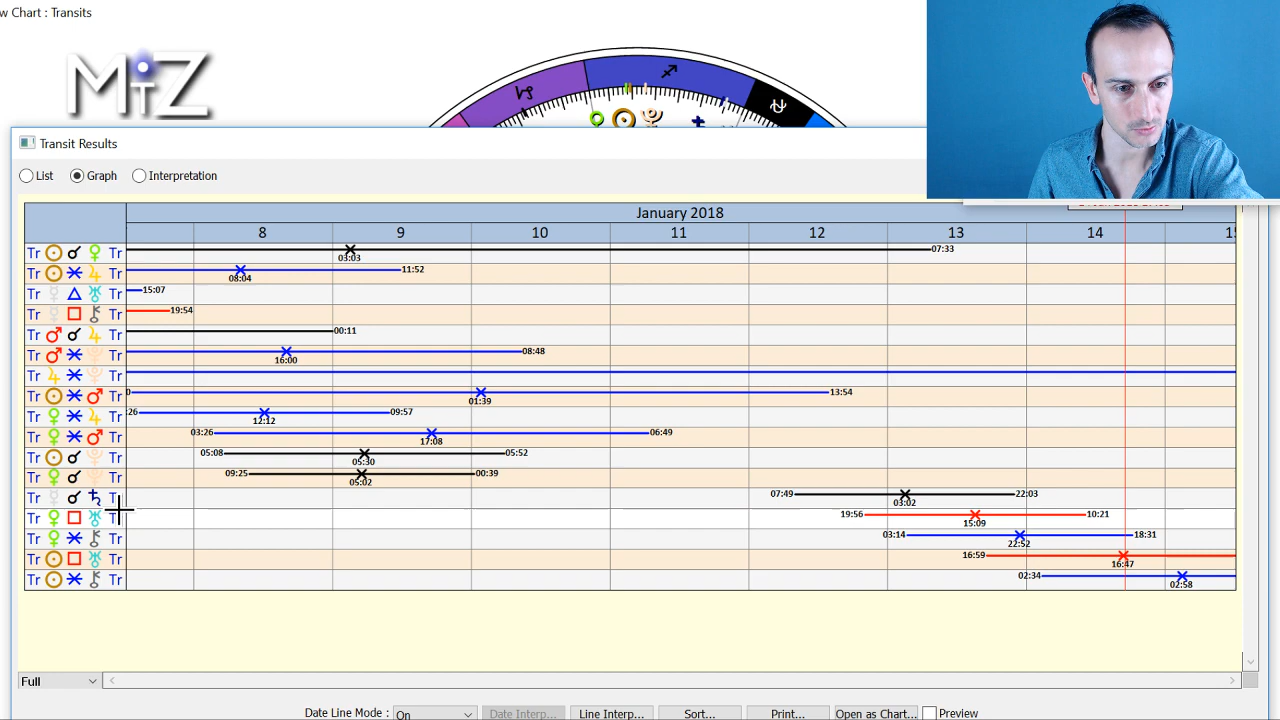 w Chart : Transits
MTZ
Transit Results
List Graph Interpretation
January 2018
8 9 10 11 12 13 14 15
Tr Tr 03:03 07:33
Tr Tr 08:04 11:52
Tr Tr 15:07
Tr Tr 19:54
Tr Tr 00:11
Tr Tr 16:00 08:48
Tr Tr
Tr Tr 0 01:39 13:54
Tr Tr :26 12:12 09:57
Tr Tr 03:26 17:08 06:49
Tr Tr 05:08 05:30 05:52
Tr Tr 09:25 05:02 00:39
Tr T 07:49 03:02 22:03
Tr T 19:56 15:09 10:21
Tr Tr 03:14 22:52 18:31
Tr Tr 16:59 16:47
Tr Tr 02:34 02:58
Full
Date Line Mode : On Date Interp... Line Interp... Sort... Print... Open as Chart... Preview